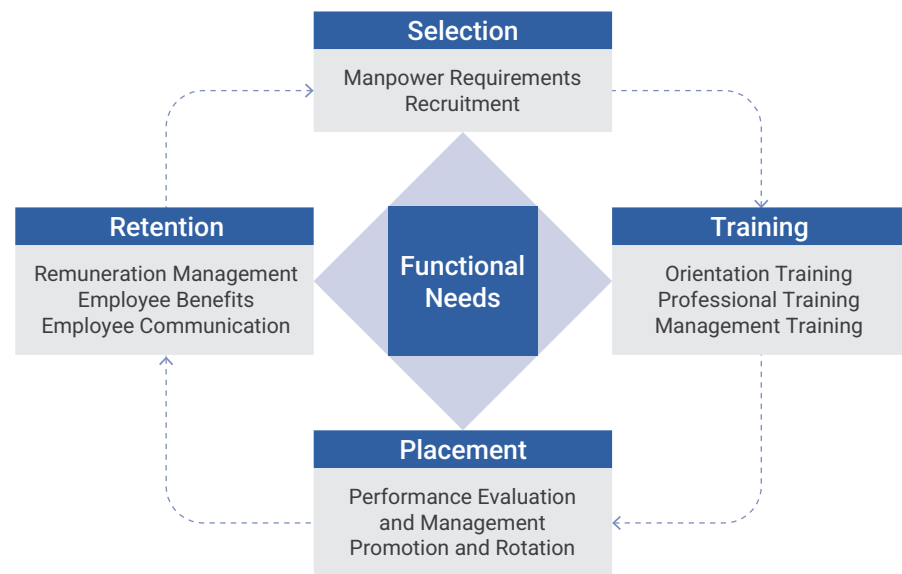 Selection
Manpower Requirements
Recruitment
Retention
Remuneration Management
Employee Benefits
Employee Communication
Functional
Needs
Training
Orientation Training
Professional Training
Management Training
Placement
Performance Evaluation
and Management
Promotion and Rotation